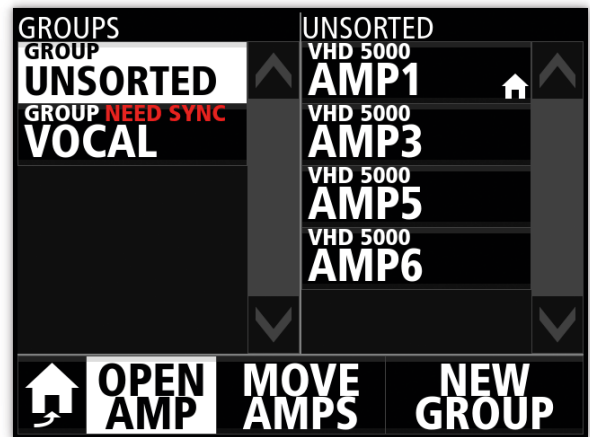 GROUPS
GROUP
UNSORTED
GROUP NEED SYNC
VOCAL
UNSORTED
VHD 5000
AMP1
VHD 5000
AMP3
VHD 5000
AMP5
VHD 5000
AMP6
OPEN
AMP
MOVE
AMPS
NEW
GROUP